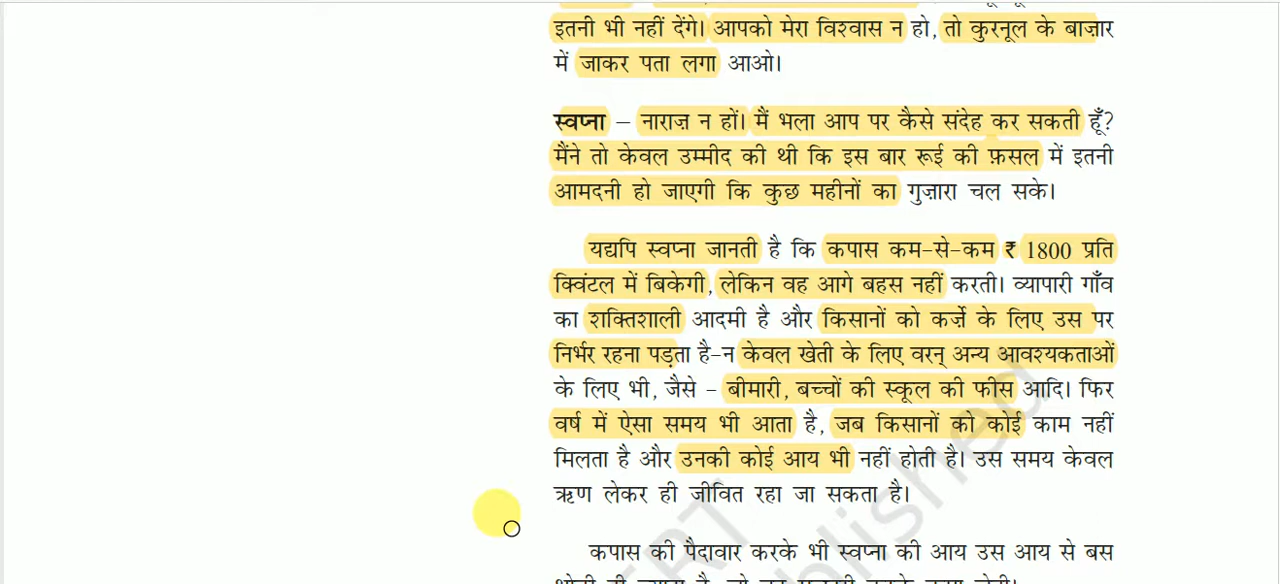 इतनी भी नहीं देंगे। आपको मेरा विश्वास न हो, तो कुरनूल के बाज़ार
में जाकर पता लगा आओ।
स्वप्ना – नाराज़ न हों। मैं भला आप पर कैसे संदेह कर सकती हूँ?
मैंने तो केवल उम्मीद की थी कि इस बार रूई की फ़सल में इतनी
आमदनी हो जाएगी कि कुछ महीनों का गुज़ारा चल सके।
यद्यपि स्वप्ना जानती है कि कपास कम-से-कम ₹ 1800 प्रति
क्विंटल में बिकेगी, लेकिन वह आगे बहस नहीं करती। व्यापारी गाँव
का शक्तिशाली आदमी है और किसानों को कर्ज़े के लिए उस पर
निर्भर रहना पड़ता है-न केवल खेती के लिए वरन् अन्य आवश्यकताओं
के लिए भी, जैसे – बीमारी, बच्चों की स्कूल की फीस आदि। फिर
वर्ष में ऐसा समय भी आता है, जब किसानों को कोई काम नहीं
मिलता है और उनकी कोई आय भी नहीं होती है। उस समय केवल
ऋण लेकर ही जीवित रहा जा सकता है।
कपास की पैदावार करके भी स्वप्ना की आय उस आय से बस